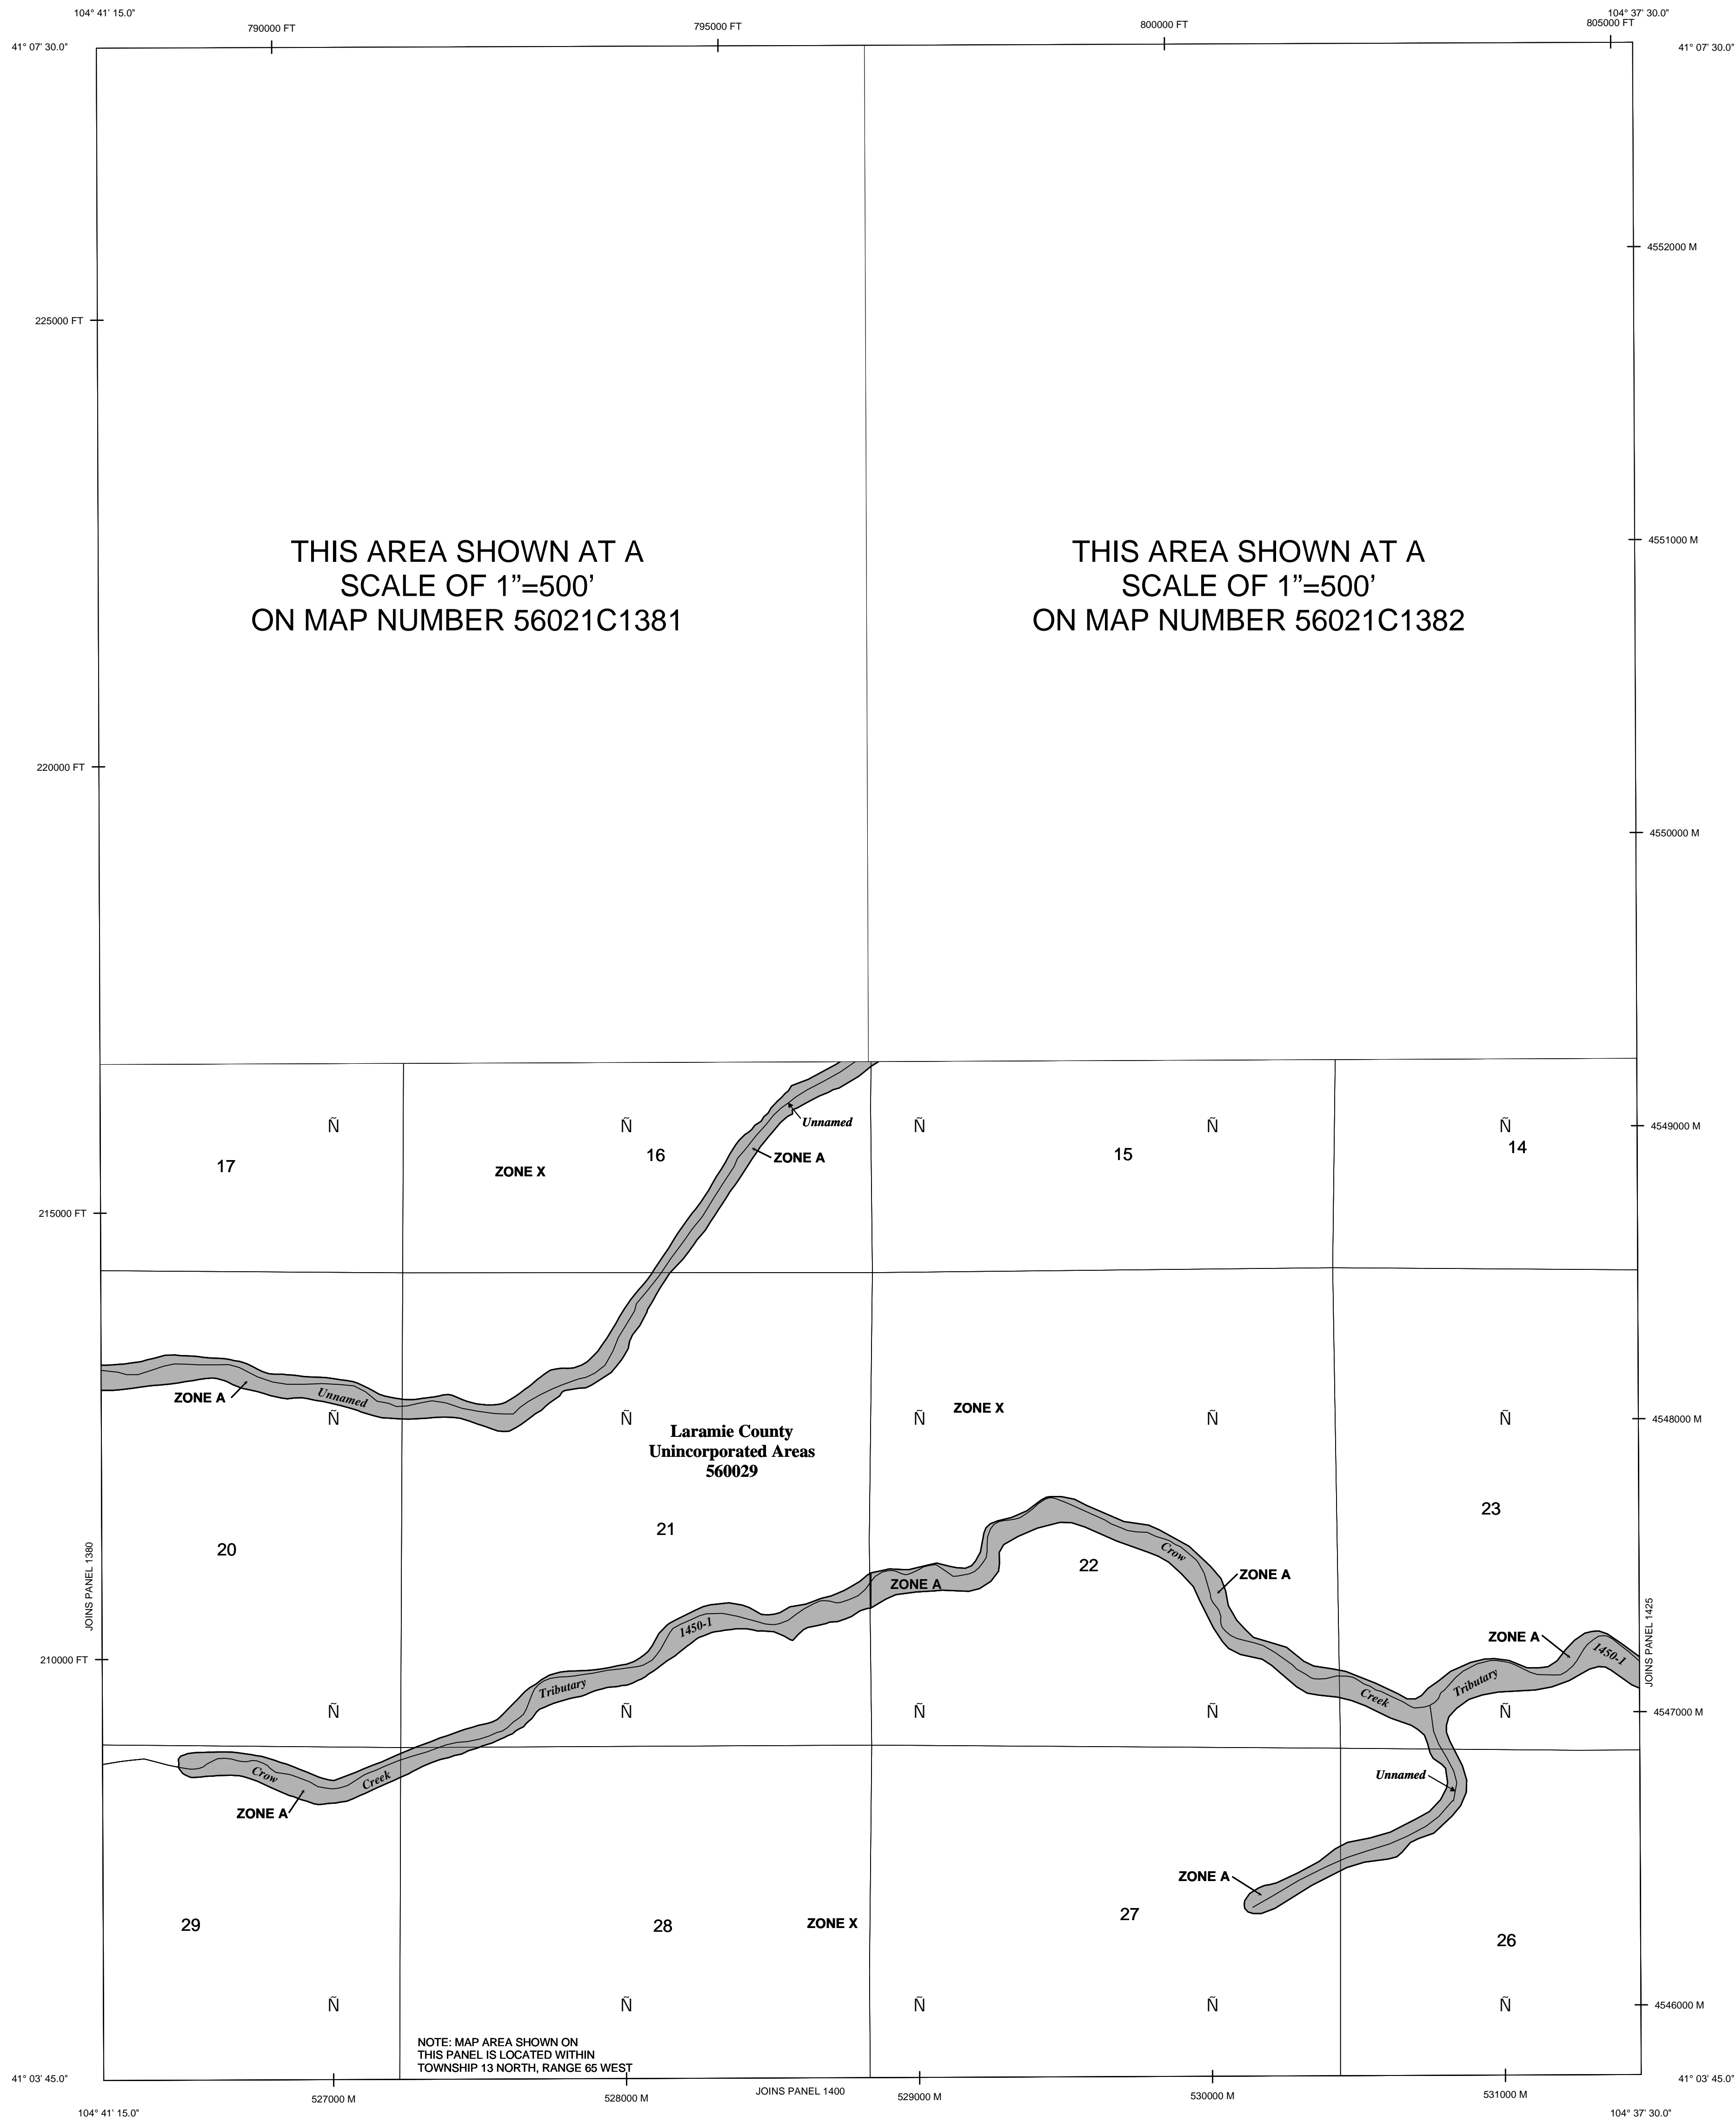 104° 41' 15.0"
790000 FT
795000 FT
800000 FT
104° 37' 30.0"
805000 FT
41° 07' 30.0"
41° 07' 30.0"
4552000 M
225000 FT
THIS AREA SHOWN AT A
SCALE OF 1”=500’
ON MAP NUMBER 56021C1381
THIS AREA SHOWN AT A
SCALE OF 1”=500’
ON MAP NUMBER 56021C1382
4551000 M
220000 FT
4550000 M
Unnamed
Ñ
Ñ
Ñ
Ñ
Ñ
4549000 M
17
ZONE X
16
ZONE A
15
14
215000 FT
ZONE A
Unnamed
ZONE X
Ñ
Ñ
Ñ
Ñ
Ñ
4548000 M
Laramie County
Unincorporated Areas
560029
23
20
21
Crow
22
ZONE A
ZONE A
JOINS PANEL 1380
JOINS PANEL 1425
1450-1
ZONE A
1450-1
210000 FT
Tributary
Creek
Tributary
Ñ
Ñ
Ñ
Ñ
Ñ
4547000 M
Crow
Creek
Unnamed
ZONE A
ZONE A
29
28
ZONE X
27
26
Ñ
Ñ
Ñ
Ñ
Ñ
4546000 M
NOTE: MAP AREA SHOWN ON
THIS PANEL IS LOCATED WITHIN
TOWNSHIP 13 NORTH, RANGE 65 WEST
41° 03' 45.0"
41° 03' 45.0"
527000 M
528000 M
JOINS PANEL 1400
529000 M
530000 M
531000 M
104° 41' 15.0"
104° 37' 30.0"